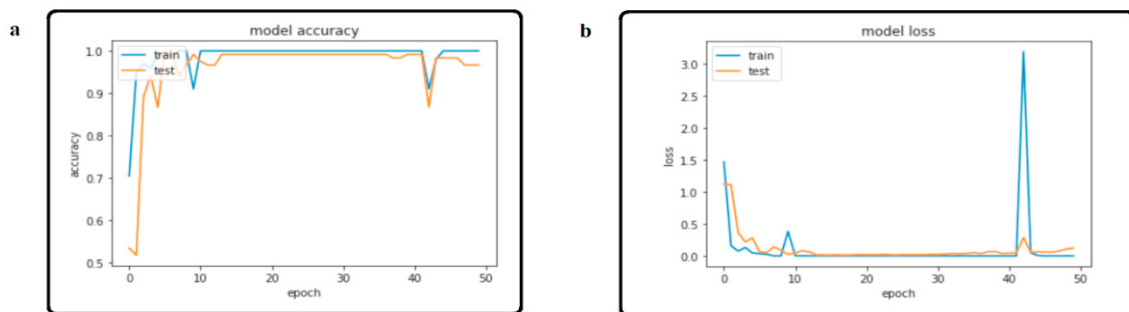 a
model accuracy
train
test
1.0
0.9
0.8
0.7
0.6
0.5
accuracy
0 10 20 30 40 50
epoch
b
model loss
train
test
3.0
2.5
2.0
1.5
1.0
0.5
0.0
loss
0 10 20 30 40 50
epoch